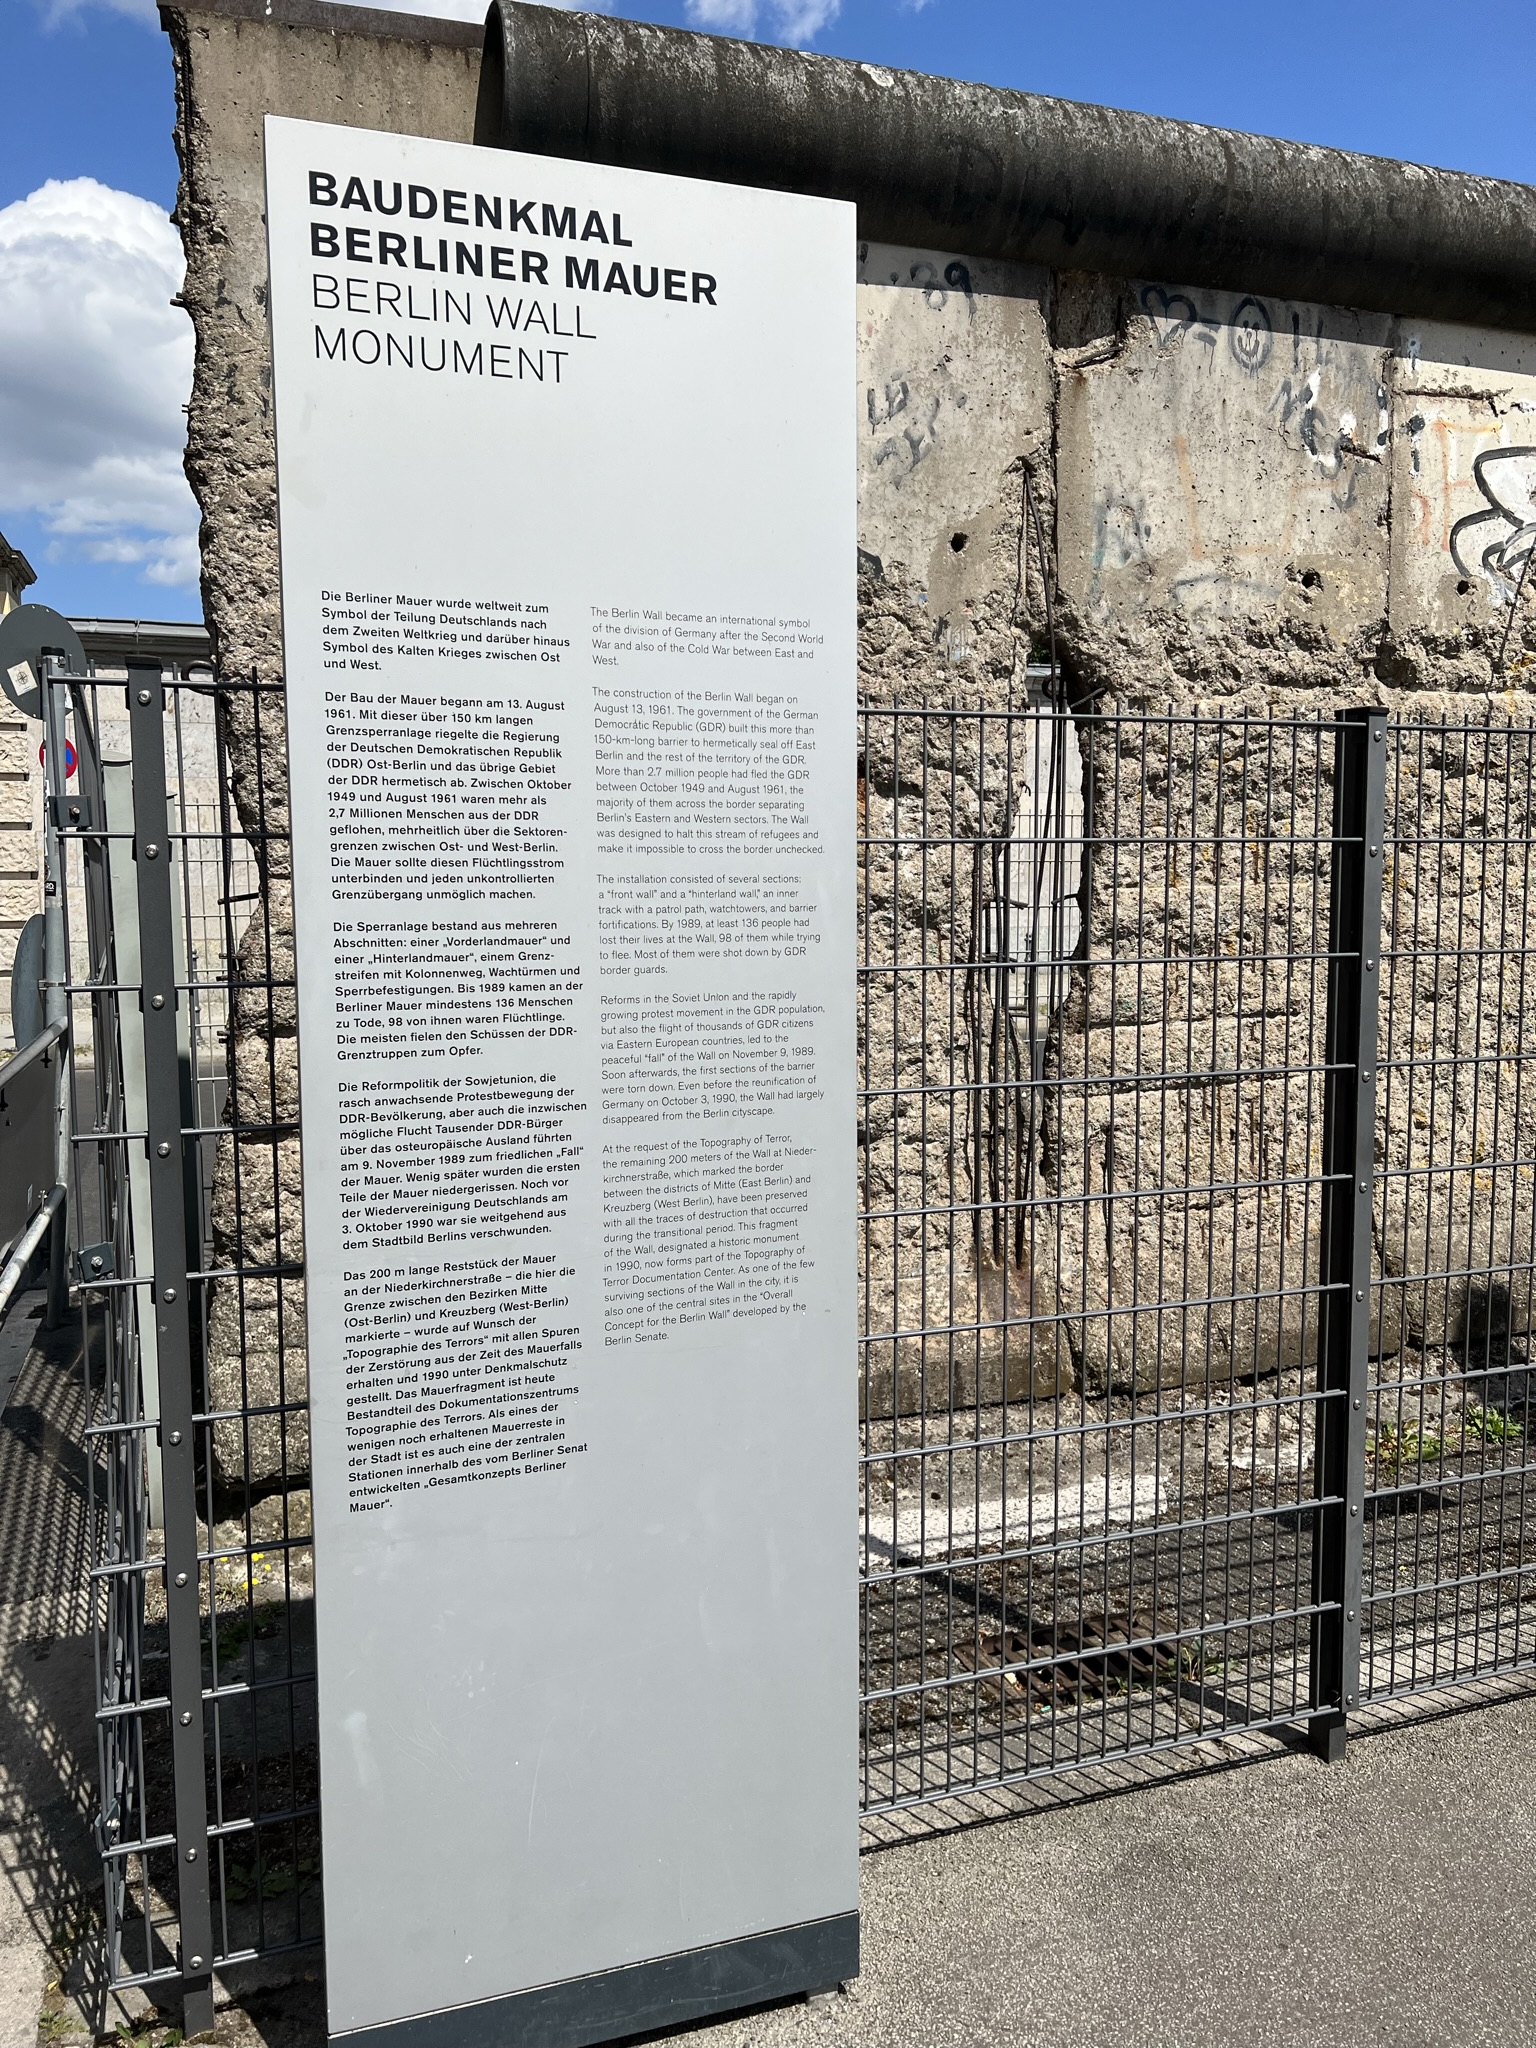 BAUDENKMAL
BERLINER MAUER
BERLIN WALL
MONUMENT
Die Berliner Mauer wurde weltweit zum
Symbol der Teilung Deutschlands nach
dem Zweiten Weltkrieg und darüber hinaus
Symbol des Kalten Krieges zwischen Ost
und West.
Der Bau der Mauer begann am 13. August
1961. Mit dieser über 150 km langen
Grenzsperranlage riegelte die Regierung
der Deutschen Demokratischen Republik
(DDR) Ost-Berlin und das übrige Gebiet
der DDR hermetisch ab. Zwischen Oktober
1949 und August 1961 waren mehr als
2,7 Millionen Menschen aus der DDR
geflohen, mehrheitlich über die Sektoren-
grenzen zwischen Ost- und West-Berlin.
Die Mauer sollte diesen Flüchtlingsstrom
unterbinden und jeden unkontrollierten
Grenzübergang unmöglich machen.
Die Sperranlage bestand aus mehreren
Abschnitten: einer „Vorderlandmauer“ und
einer „Hinterlandmauer“, einem Grenz-
streifen mit Kolonnenweg, Wachtürmen und
Sperrbefestigungen. Bis 1989 kamen an der
Berliner Mauer mindestens 136 Menschen
zu Tode, 98 von ihnen waren Flüchtlinge.
Die meisten fielen den Schüssen der DDR-
Grenztruppen zum Opfer.
Die Reformpolitik der Sowjetunion, die
rasch anwachsende Protestbewegung der
DDR-Bevölkerung, aber auch die inzwischen
mögliche Flucht Tausender DDR-Bürger
über das osteuropäische Ausland führten
am 9. November 1989 zum friedlichen „Fall“
der Mauer. Wenig später wurden die ersten
Teile der Mauer niedergerissen. Noch vor
der Wiedervereinigung Deutschlands am
3. Oktober 1990 war sie weitgehend aus
dem Stadtbild Berlins verschwunden.
Das 200 m lange Reststück der Mauer
an der Niederkirchnerstraße – die hier die
Grenze zwischen den Bezirken Mitte
(Ost-Berlin) und Kreuzberg (West-Berlin)
markierte – wurde auf Wunsch der
„Topographie des Terrors“ mit allen Spuren
der Zerstörung aus der Zeit des Mauerfalls
erhalten und 1990 unter Denkmalschutz
gestellt. Das Mauerfragment ist heute
Bestandteil des Dokumentationszentrums
Topographie des Terrors. Als eines der
wenigen noch erhaltenen Mauerreste in
der Stadt ist es auch eine der zentralen
Stationen innerhalb des vom Berliner Senat
entwickelten „Gesamtkonzepts Berliner
Mauer“.
The Berlin Wall became an international symbol
of the division of Germany after the Second World
War and also of the Cold War between East and
West.
The construction of the Berlin Wall began on
August 13, 1961. The government of the German
Democratic Republic (GDR) built this more than
150-km-long barrier to hermetically seal off East
Berlin and the rest of the territory of the GDR.
More than 2.7 million people had fled the GDR
between October 1949 and August 1961, the
majority of them across the border separating
Berlin's Eastern and Western sectors. The Wall
was designed to halt this stream of refugees and
make it impossible to cross the border unchecked.
The installation consisted of several sections:
a “front wall” and a “hinterland wall,” an inner
track with a patrol path, watchtowers, and barrier
fortifications. By 1989, at least 136 people had
lost their lives at the Wall, 98 of them while trying
to flee. Most of them were shot down by GDR
border guards.
Reforms in the Soviet Union and the rapidly
growing protest movement in the GDR population,
but also the flight of thousands of GDR citizens
via Eastern European countries, led to the
peaceful “fall” of the Wall on November 9, 1989.
Soon afterwards, the first sections of the barrier
were torn down. Even before the reunification of
Germany on October 3, 1990, the Wall had largely
disappeared from the Berlin cityscape.
At the request of the Topography of Terror,
the remaining 200 meters of the Wall at Nieder-
kirchnerstraße, which marked the border
between the districts of Mitte (East Berlin) and
Kreuzberg (West Berlin), have been preserved
with all the traces of destruction that occurred
during the transitional period. This fragment
of the Wall, designated a historic monument
in 1990, now forms part of the Topography of
Terror Documentation Center. As one of the few
surviving sections of the Wall in the city, it is
also one of the central sites in the “Overall
Concept for the Berlin Wall” developed by the
Berlin Senate.